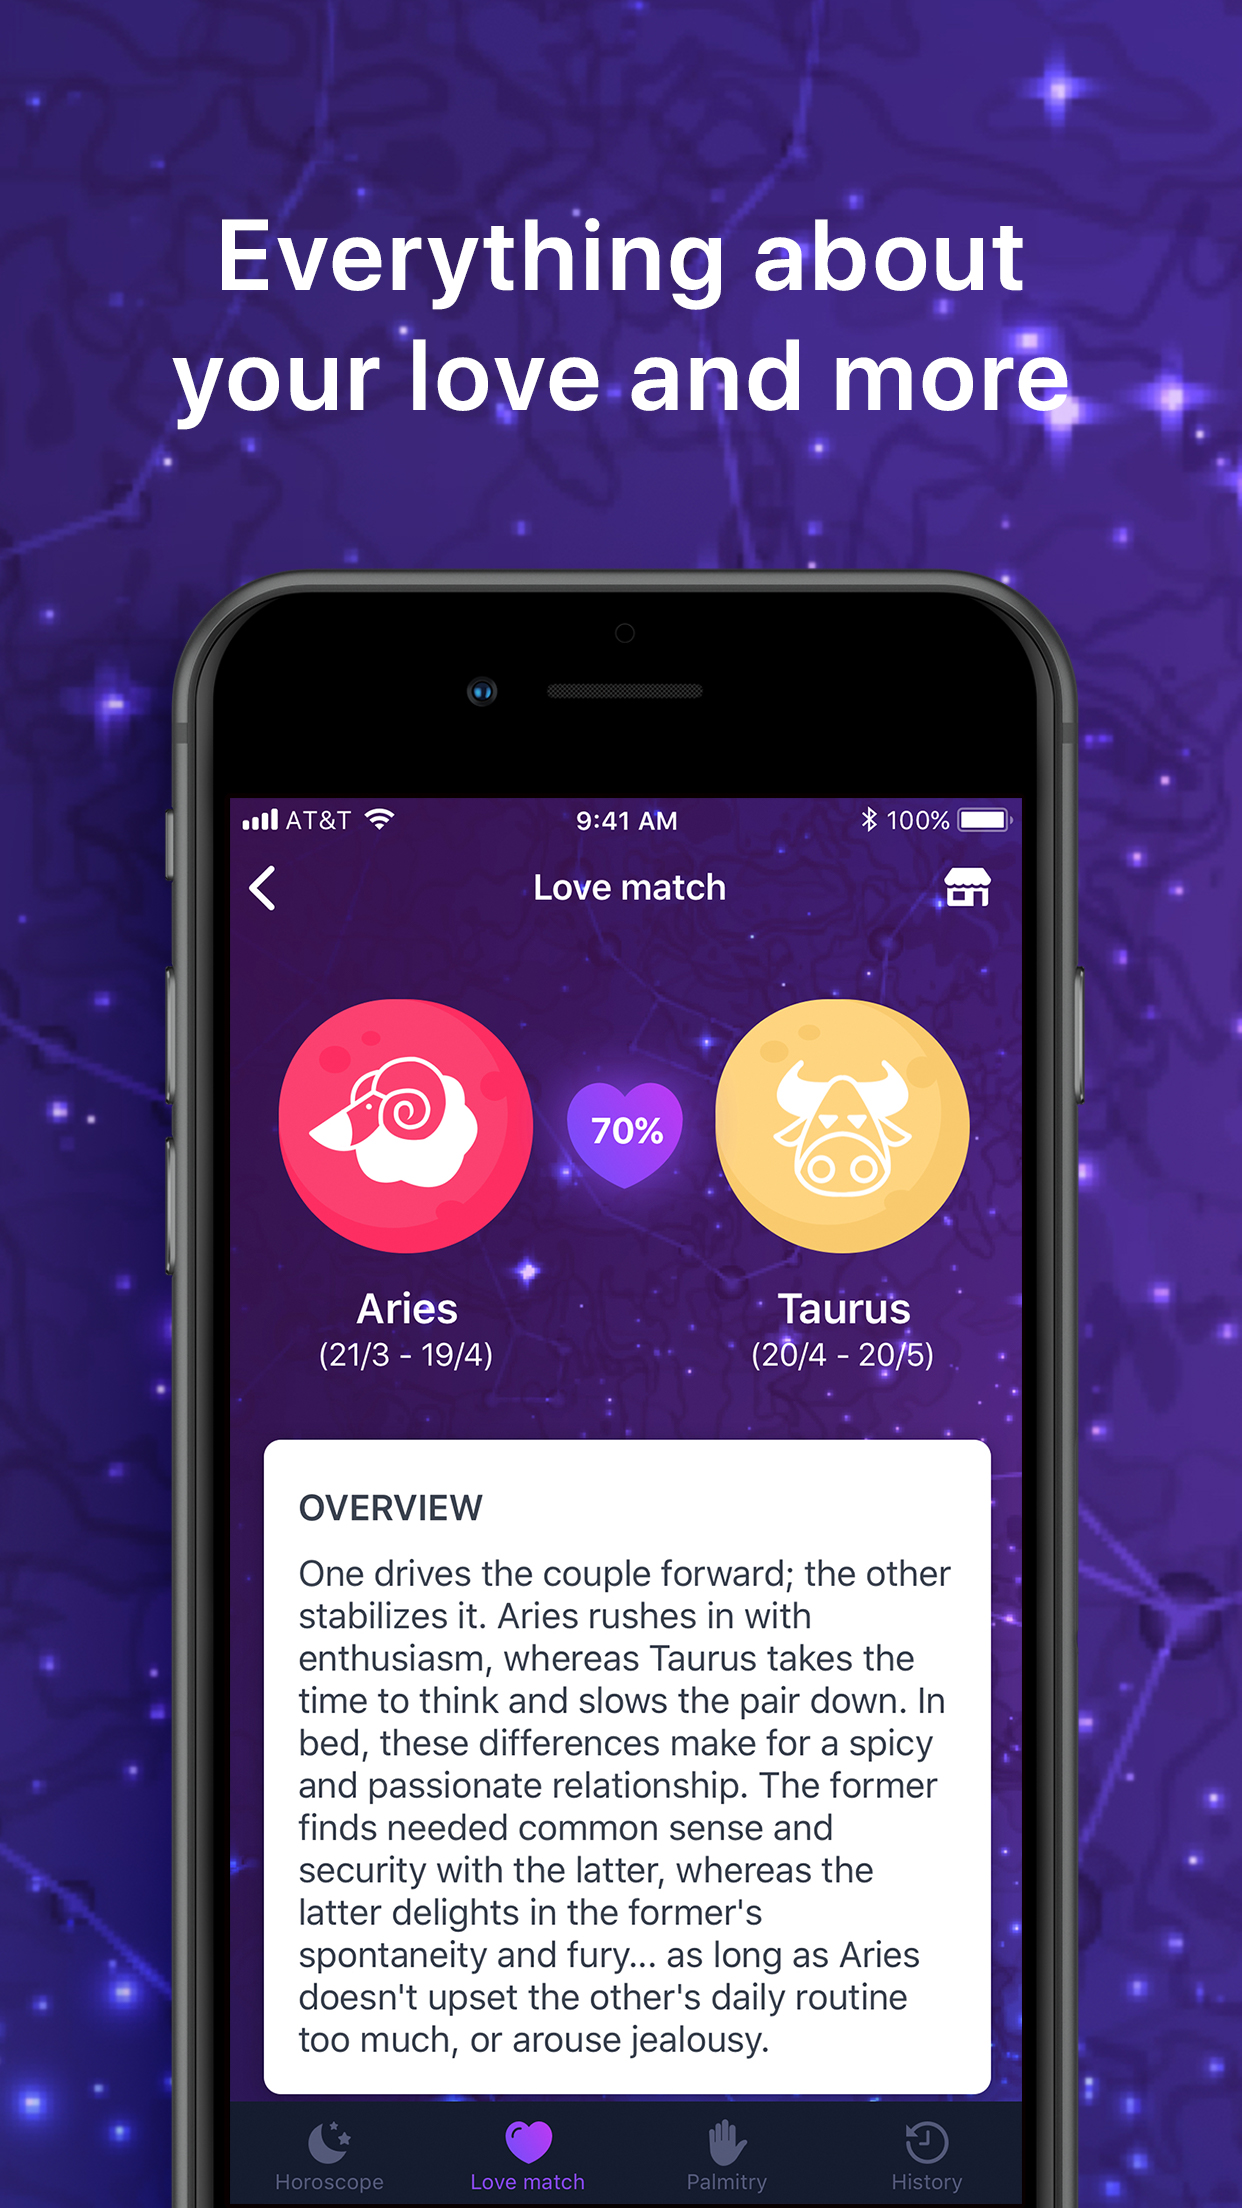 Everything about
your love and more
AT&T 9:41 AM 100%
Love match
70%
Aries Taurus
(21/3 - 19/4) (20/4 - 20/5)
OVERVIEW
One drives the couple forward; the other
stabilizes it. Aries rushes in with
enthusiasm, whereas Taurus takes the
time to think and slows the pair down. In
bed, these differences make for a spicy
and passionate relationship. The former
finds needed common sense and
security with the latter, whereas the
latter delights in the former's
spontaneity and fury... as long as Aries
doesn't upset the other's daily routine
too much, or arouse jealousy.
Horoscope Love match Palmitry History